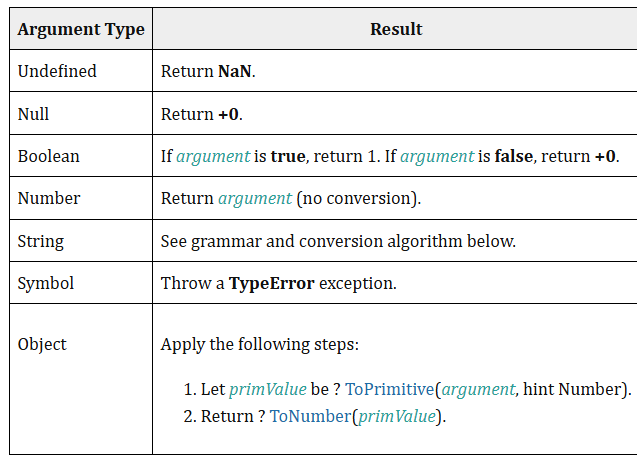 Argument Type Result
Undefined Return NaN.
Null Return +0.
Boolean If argument is true, return 1. If argument is false, return +0.
Number Return argument (no conversion).
String See grammar and conversion algorithm below.
Symbol Throw a TypeError exception.
Object Apply the following steps:
1. Let primValue be ? ToPrimitive(argument, hint Number).
2. Return ? ToNumber(primValue).